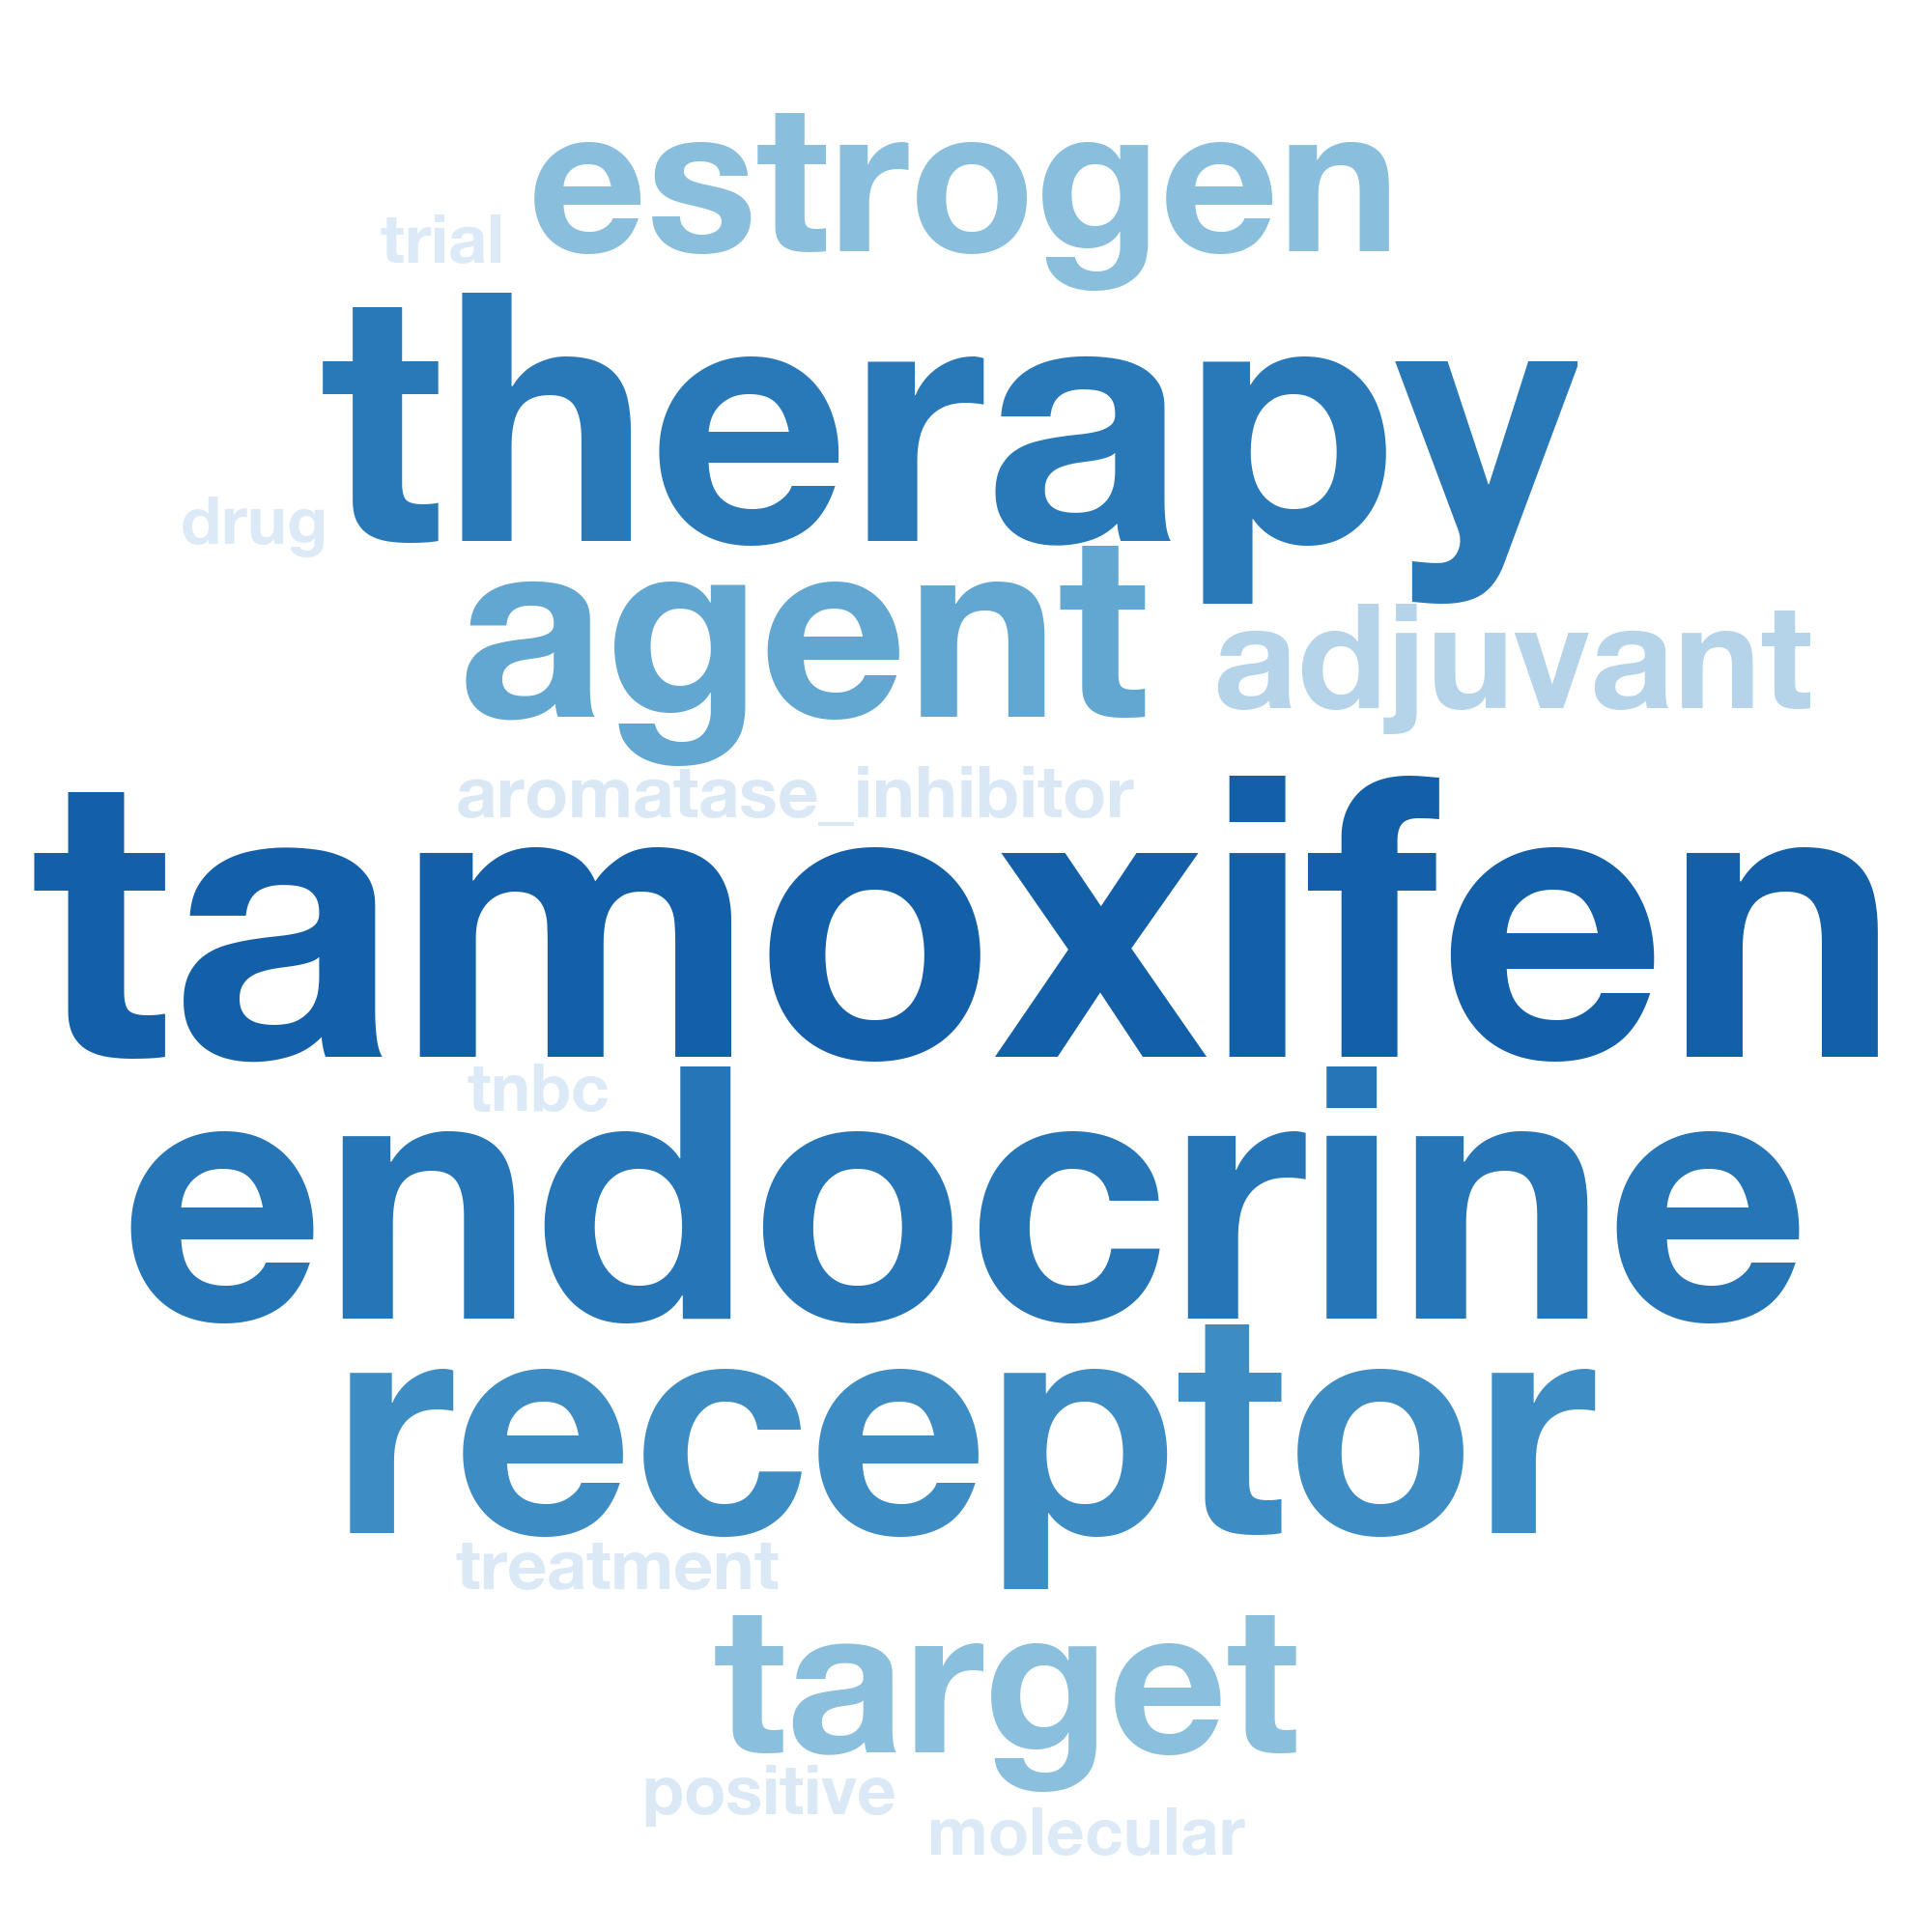 estrogen
trial
therapy
drug
agent
adjuvant
aromatase_inhibitor
tamoxifen
tnbc
endocrine
receptor
treatment
target
positive
molecular